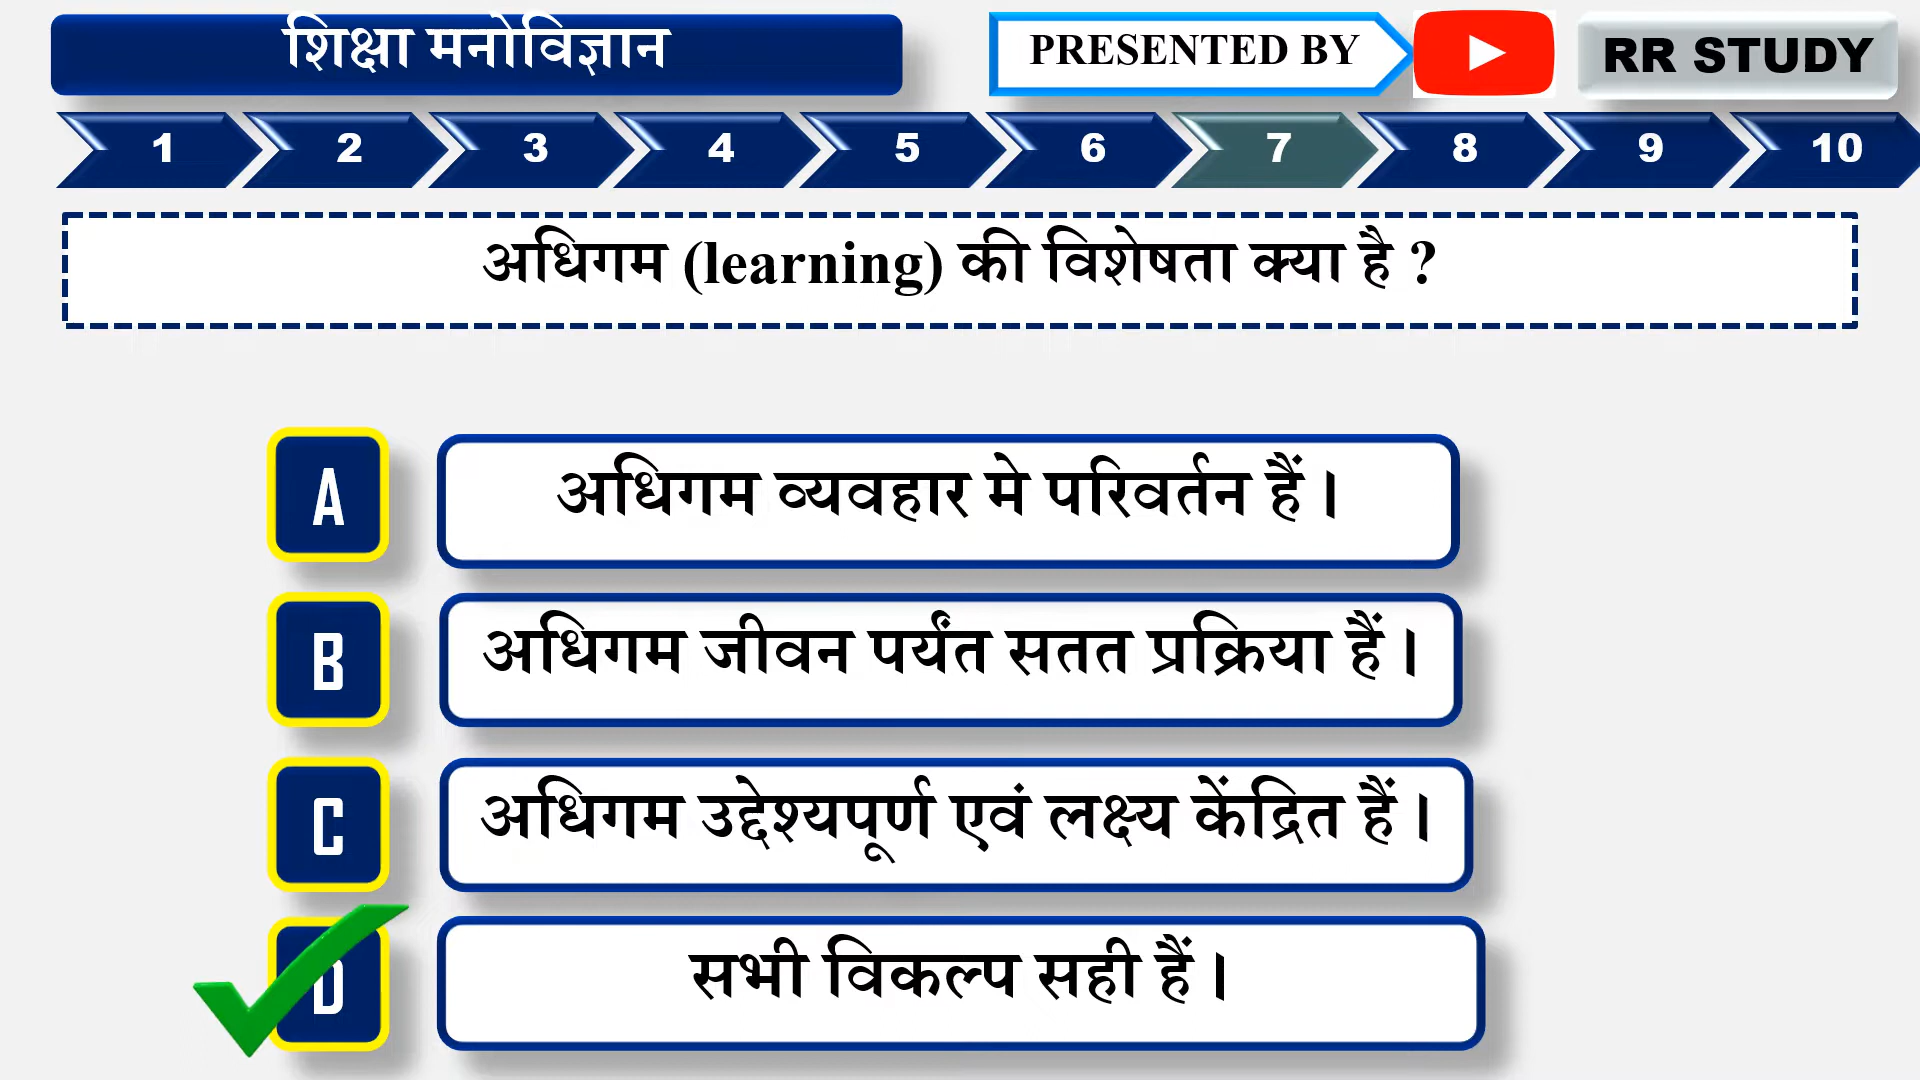 शिक्षा मनोविज्ञान
PRESENTED BY
RR STUDY
1 2 3 4 5 6 7 8 9 10
अधिगम (learning) की विशेषता क्या है ?
A अधिगम व्यवहार मे परिवर्तन हैं।
B अधिगम जीवन पर्यंत सतत प्रक्रिया हैं।
C अधिगम उद्देश्यपूर्ण एवं लक्ष्य केंद्रित हैं।
D सभी विकल्प सही हैं।